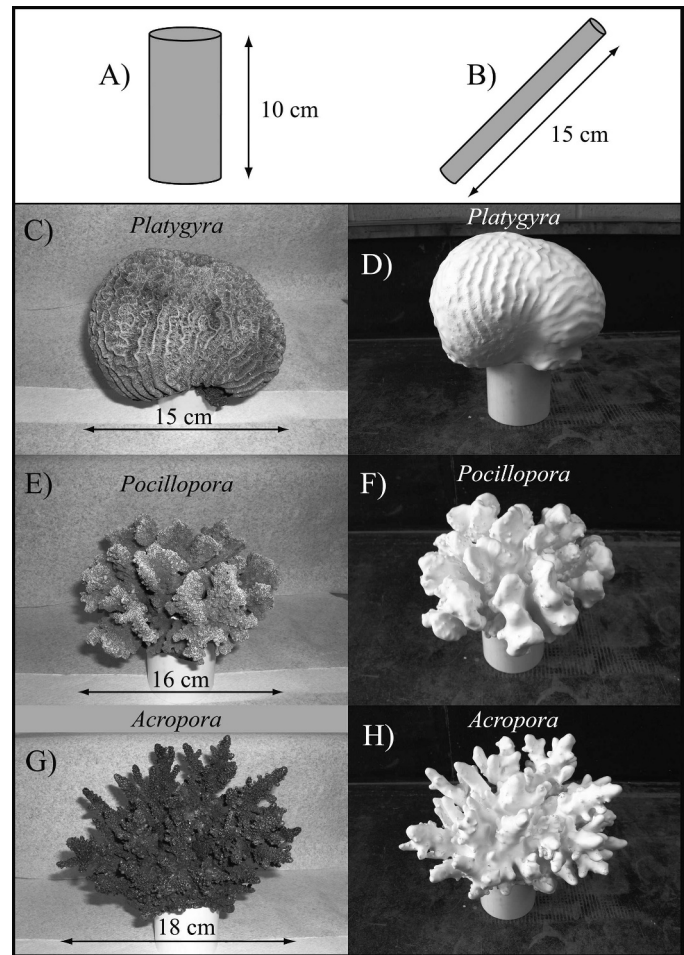 A)
10 cm
B)
15 cm
C)
Platygyra
15 cm
Platygyra
D)
E)
Pocillopora
16 cm
Pocillopora
F)
Acropora
G)
18 cm
Acropora
H)